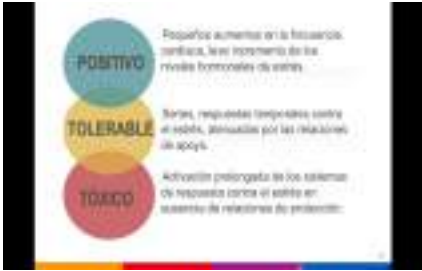 POSITIVO
Pequeños aumentos en la frecuencia
cardíaca, leve incremento de los
niveles hormonales de estrés.
TOLERABLE
Serias, respuestas temporales contra
el estrés, atenuadas por las relaciones
de apoyo.
TÓXICO
Activación prolongada de los sistemas
de respuesta contra el estrés en
ausencia de relaciones de protección.